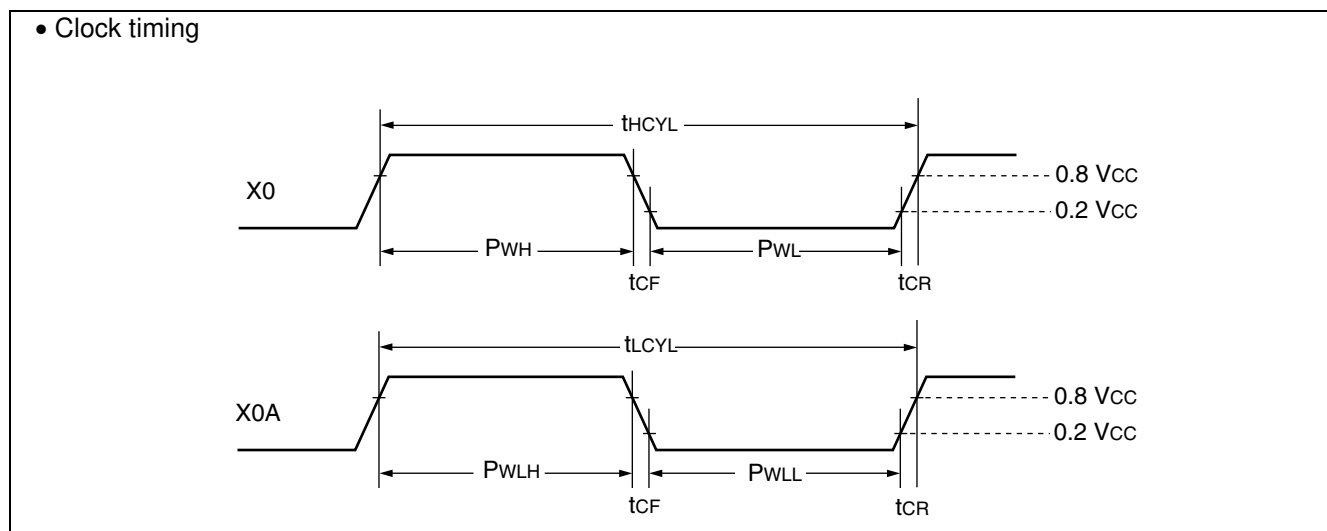 • Clock timing
tHCYL
X0
0.8 VCC
0.2 VCC
PWH
PWL
tCF
tCR
tLCYL
X0A
0.8 VCC
0.2 VCC
PWLH
PWLL
tCF
tCR